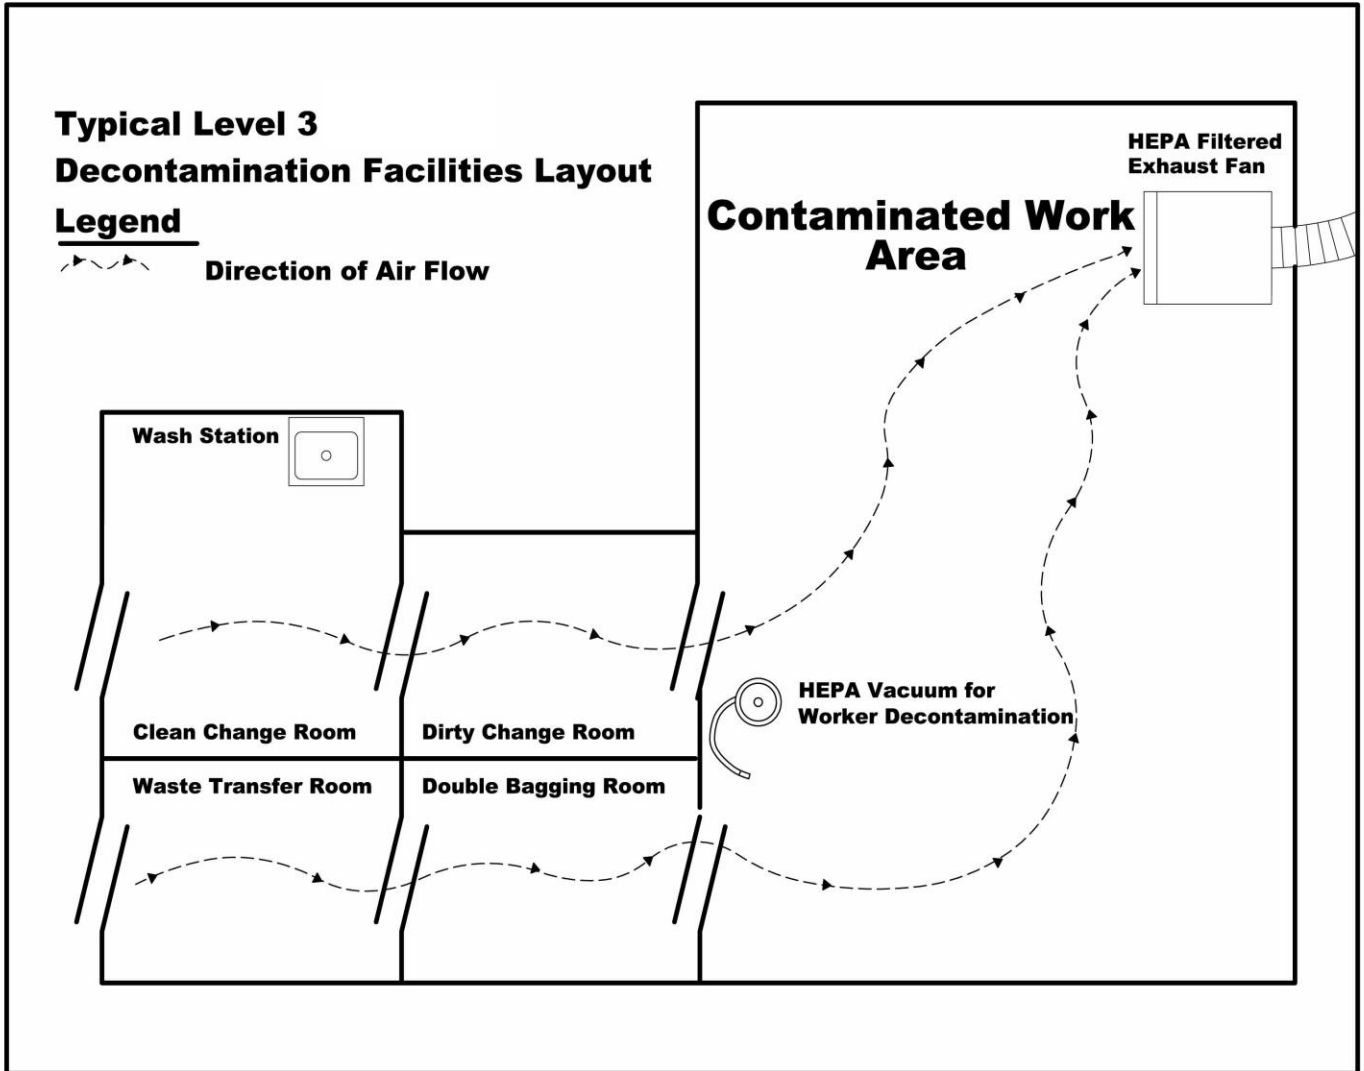 Typical Level 3
Decontamination Facilities Layout
Legend
Direction of Air Flow
HEPA Filtered
Exhaust Fan
Contaminated Work
Area
Wash Station
HEPA Vacuum for
Worker Decontamination
Clean Change Room
Dirty Change Room
Waste Transfer Room
Double Bagging Room